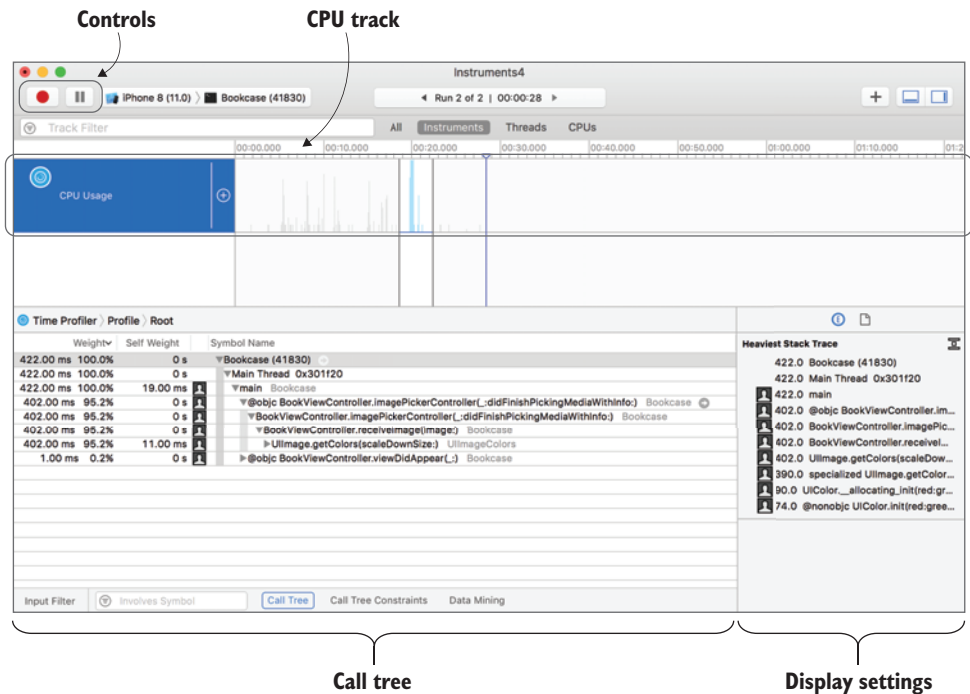 Controls CPU track
Instruments4
iPhone 8 (11.0) Bookcase (41830) Run 2 of 2 | 00:00:28
Track Filter All Instruments Threads CPUs
00:00.000 00:10.000 00:20.000 00:30.000 00:40.000 00:50.000 01:00.000 01:10.000 01:2
CPU Usage
Time Profiler Profile Root
Weight Self Weight Symbol Name
422.00 ms 100.0% 0 s Bookcase (41830)
422.00 ms 100.0% 0 s Main Thread 0x301f20
422.00 ms 100.0% 19.00 ms main Bookcase
402.00 ms 95.2% 0 s @objc BookViewController.imagePickerController(_:didFinishPickingMediaWithInfo:) Bookcase
402.00 ms 95.2% 0 s BookViewController.imagePickerController(_:didFinishPickingMediaWithInfo:) Bookcase
402.00 ms 95.2% 0 s BookViewController.receiveImage(image:) Bookcase
402.00 ms 95.2% 11.00 ms UIImage.getColors(scaleDownSize:) UIImageColors
1.00 ms 0.2% 0 s @objc BookViewController.viewDidAppear(_:) Bookcase
Heaviest Stack Trace
422.0 Bookcase (41830)
422.0 Main Thread 0x301f20
422.0 main
402.0 @objc BookViewController.im...
402.0 BookViewController.imagePic...
402.0 BookViewController.receiveI...
402.0 UIImage.getColors(scaleDow...
390.0 specialized UIImage.getColor...
90.0 UIColor.__allocating_init(red:gr...
74.0 @nonobjc UIColor.init(red:gree...
Input Filter Involves Symbol Call Tree Call Tree Constraints Data Mining
Call tree Display settings